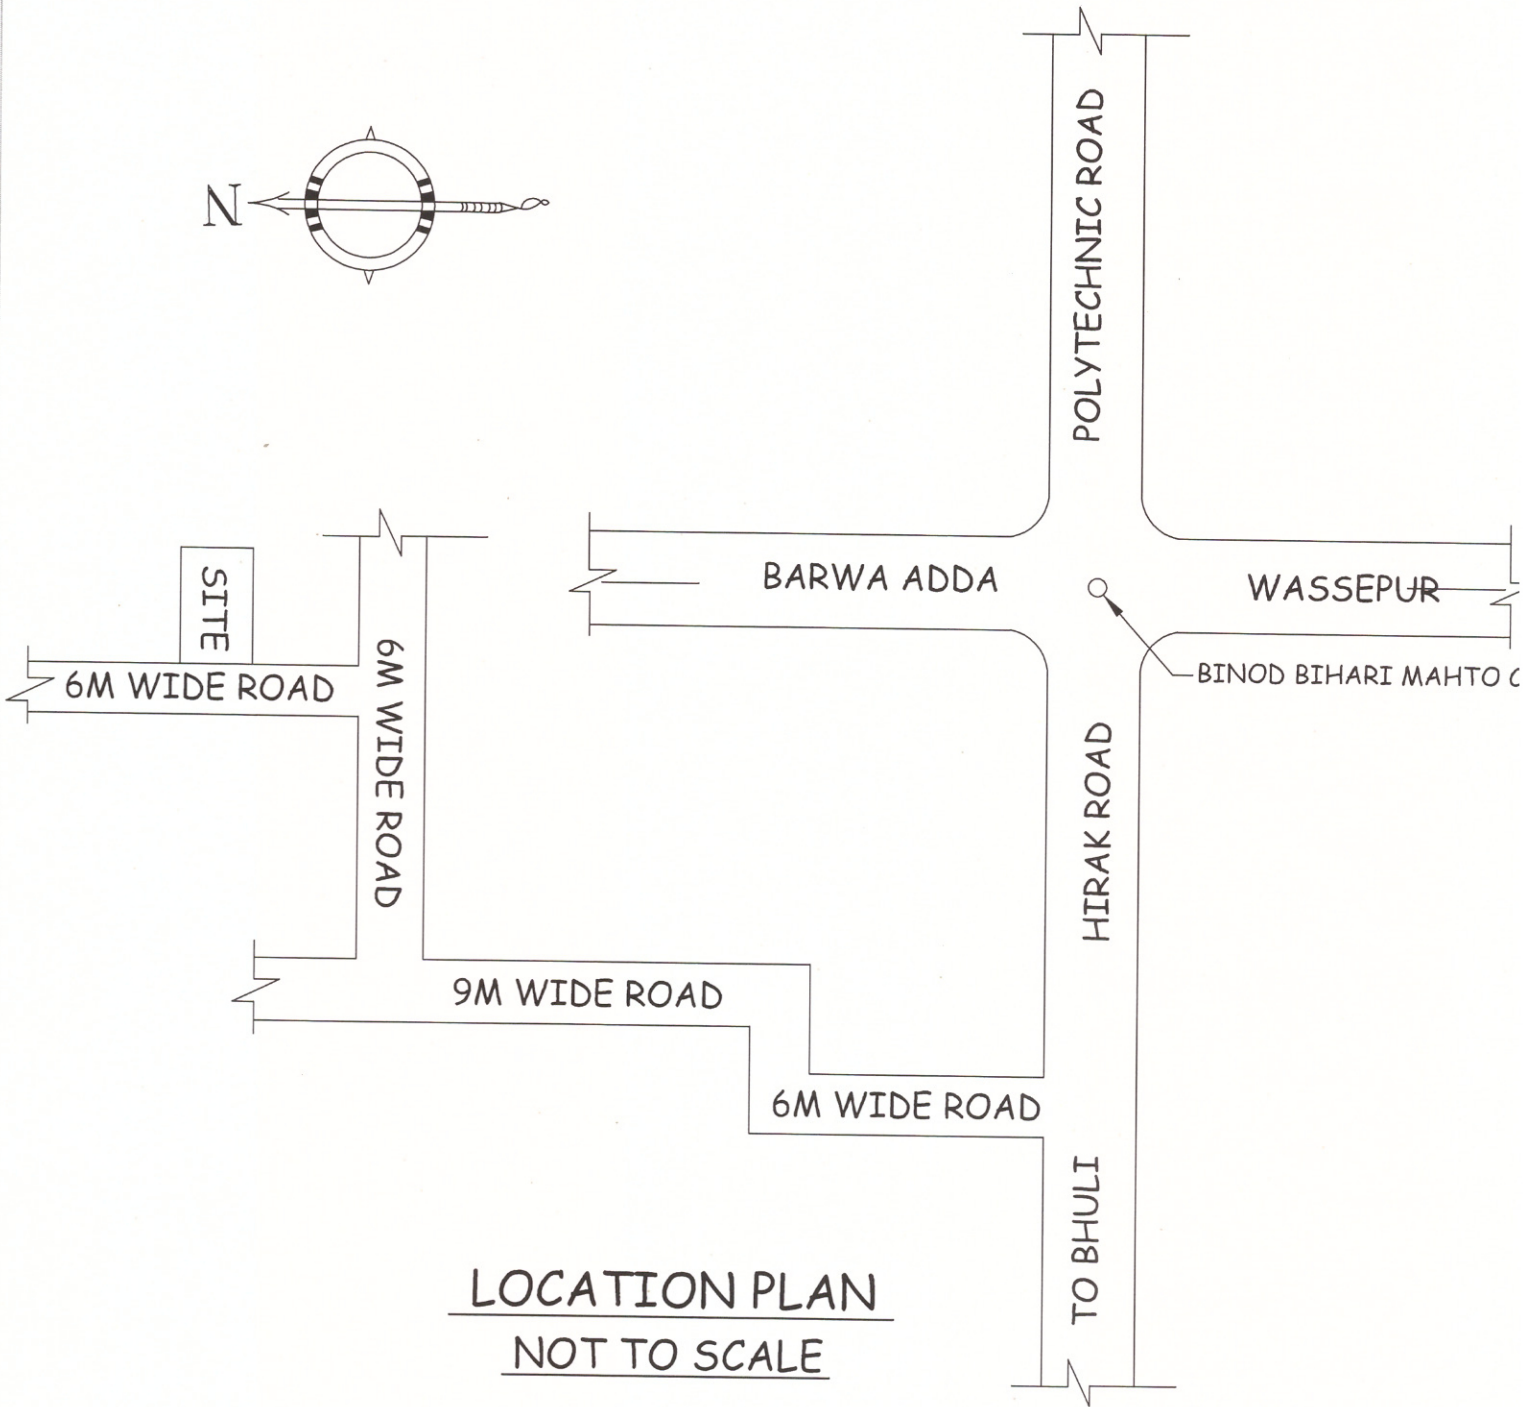 POLYTECHNIC ROAD
N
BARWA ADDA
WASSEPUR
SITE
6M WIDE ROAD
6M WIDE ROAD
BINOD BIHARI MAHTO
HIRAK ROAD
9M WIDE ROAD
6M WIDE ROAD
TO BHULI
LOCATION PLAN
NOT TO SCALE